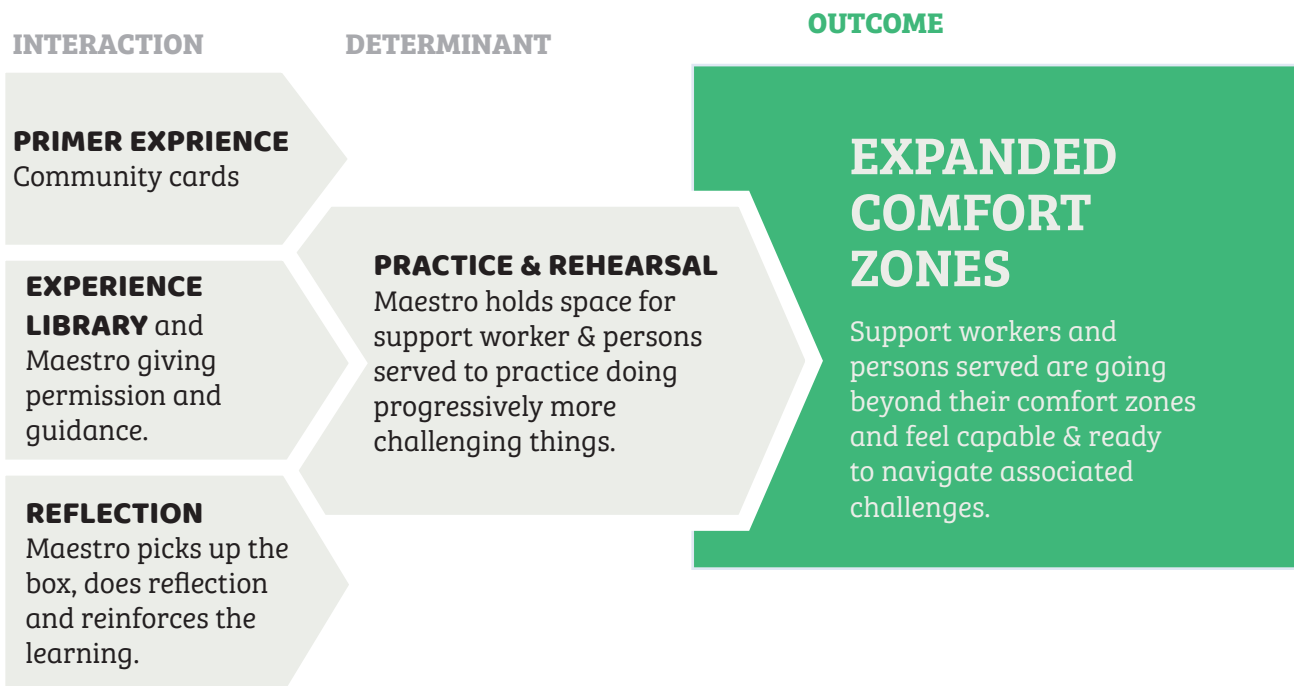 INTERACTION
DETERMINANT
OUTCOME
PRIMER EXPRIENCE
Community cards
EXPERIENCE
LIBRARY and
Maestro giving
permission and
guidance.
REFLECTION
Maestro picks up the
box, does reflection
and reinforces the
learning.
PRACTICE & REHEARSAL
Maestro holds space for
support worker & persons
served to practice doing
progressively more
challenging things.
EXPANDED
COMFORT
ZONES
Support workers and
persons served are going
beyond their comfort zones
and feel capable & ready
to navigate associated
challenges.